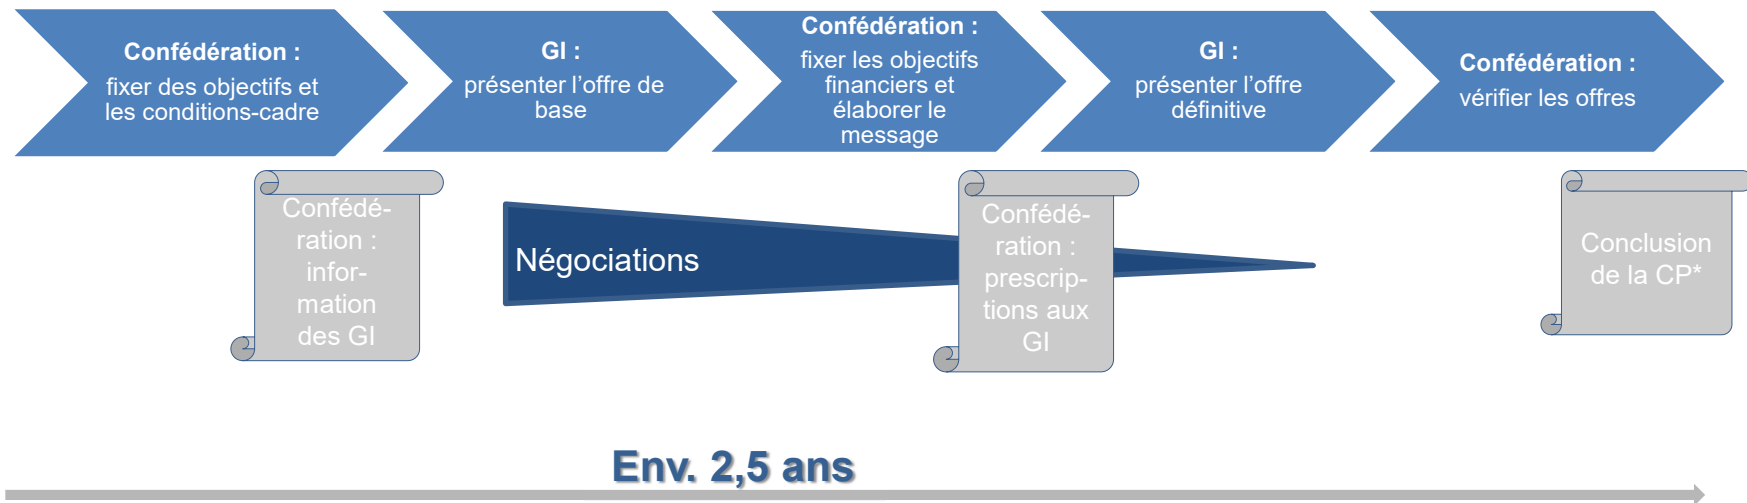 Confédération :
fixer des objectifs et
les conditions-cadre
GI :
présenter l'offre de
base
Confédération :
fixer les objectifs
financiers et
élaborer le
message
GI :
présenter l'offre
définitive
Confédération :
vérifier les offres
Confédé-
ration :
infor-
mation
des GI
Négociations
Confédé-
ration :
prescrip-
tions aux
GI
Conclusion
de la CP*
Env. 2,5 ans